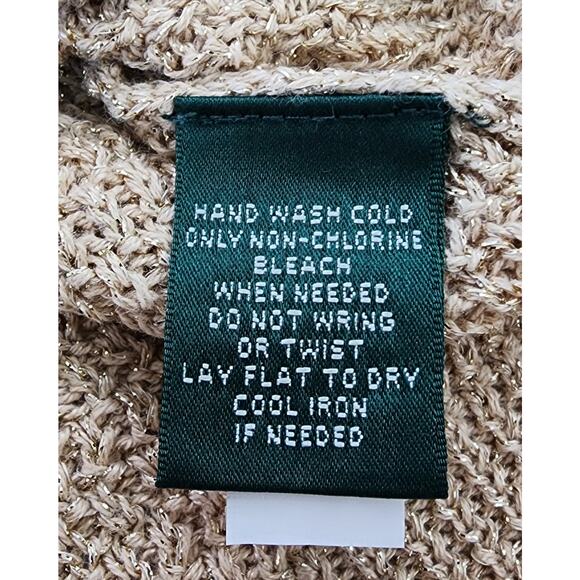 HAND WASH COLD
ONLY NON-CHLORINE
BLEACH
WHEN NEEDED
DO NOT WRING
OR TWIST
LAY FLAT TO DRY
COOL IRON
IF NEEDED